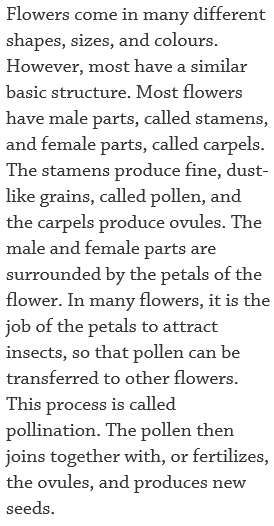 Flowers come in many different
shapes, sizes, and colours.
However, most have a similar
basic structure. Most flowers
have male parts, called stamens,
and female parts, called carpels.
The stamens produce fine, dust-
like grains, called pollen, and
the carpels produce ovules. The
male and female parts are
surrounded by the petals of the
flower. In many flowers, it is the
job of the petals to attract
insects, so that pollen can be
transferred to other flowers.
This process is called
pollination. The pollen then
joins together with, or fertilizes,
the ovules, and produces new
seeds.